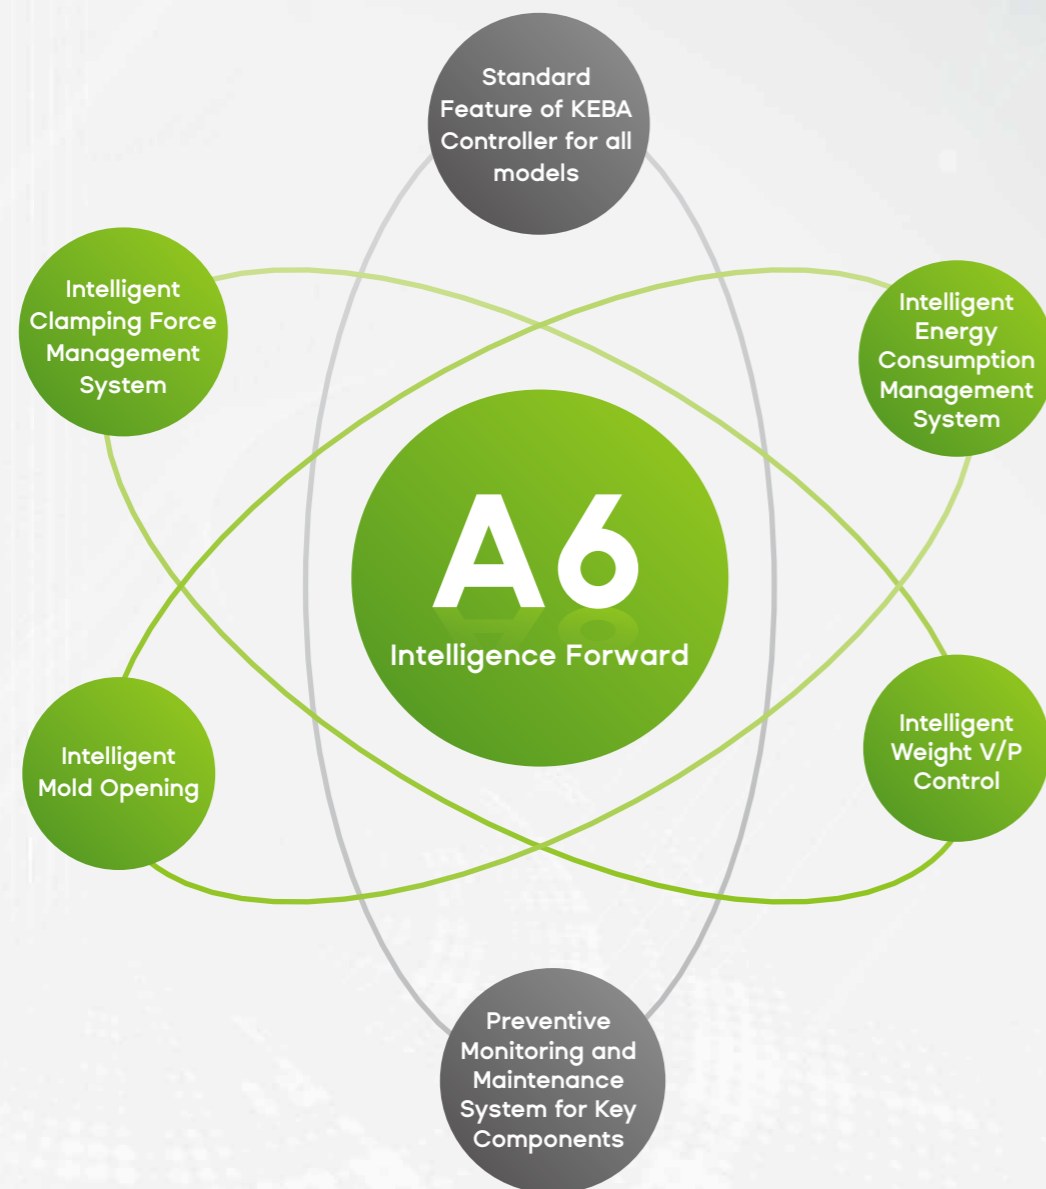 Standard
Feature of KEBA
Controller for all
models
Intelligent
Clamping Force
Management
System
Intelligent
Energy
Consumption
Management
System
A6
Intelligence Forward
Intelligent
Mold Opening
Intelligent
Weight V/P
Control
Preventive
Monitoring and
Maintenance
System for Key
Components